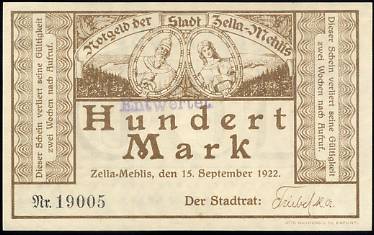 Notgeld der Stadt Zella-Mehlis
Dieser Schein verliert seine Gültigkeit
zwei Wochen nach Aufruf.
Entwertet
Hundert
Mark
Zella-Mehlis, den 15. September 1922.
Nr. 19005
Der Stadtrat:
Dieser Schein verliert seine Gültigkeit
zwei Wochen nach Aufruf.